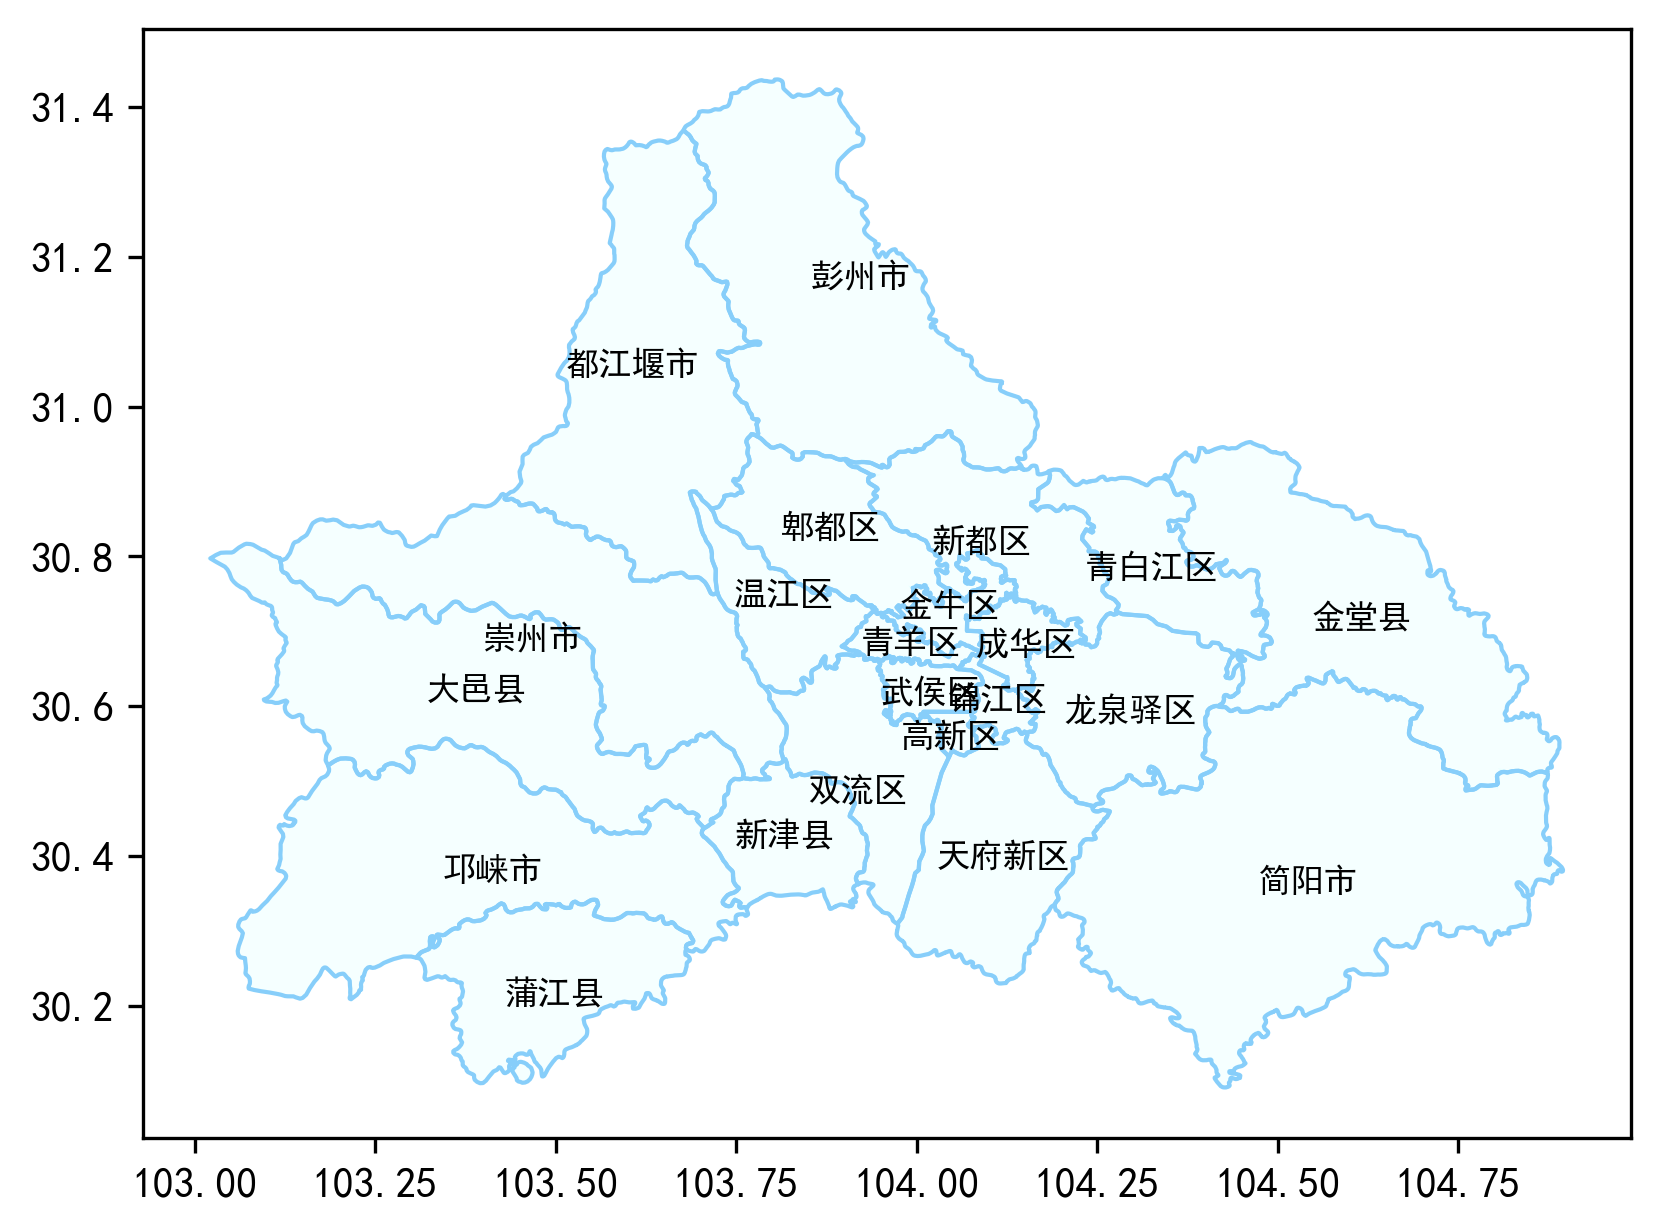 31.4
31.2
31.0
30.8
30.6
30.4
30.2
彭州市
都江堰市
郫都区
新都区
青白江区
温江区
金牛区
金堂县
崇州市
青羊区
成华区
大邑县
武侯区
锦江区
龙泉驿区
高新区
双流区
新津县
天府新区
邛崃市
简阳市
蒲江县
103.00
103.25
103.50
103.75
104.00
104.25
104.50
104.75